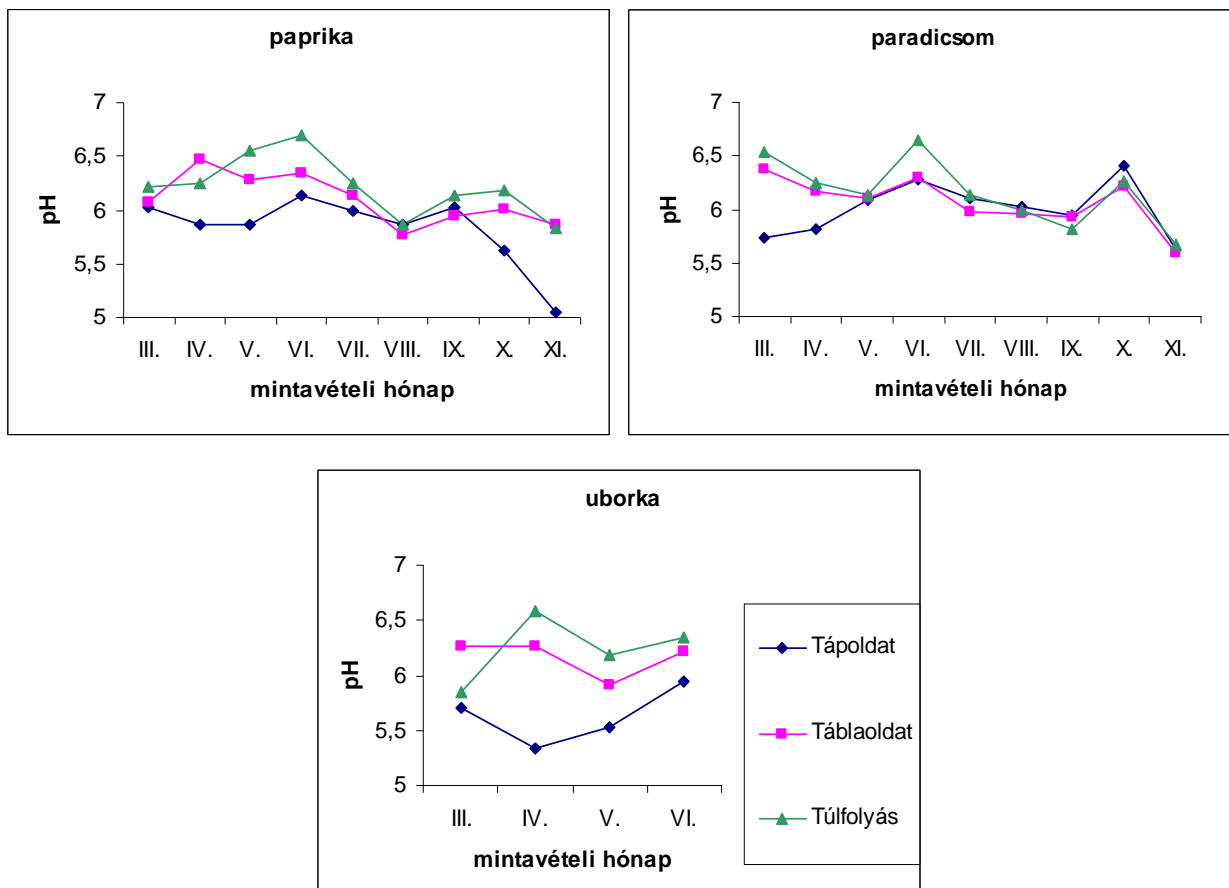 paprika
7
6,5
6
5,5
5
pH
III. IV. V. VI. VII. VIII. IX. X. XI.
mintavételi hónap
paradicsom
7
6,5
6
5,5
5
pH
III. IV. V. VI. VII. VIII. IX. X. XI.
mintavételi hónap
uborka
7
6,5
6
5,5
5
pH
III. IV. V. VI.
mintavételi hónap
Tápoldat
Táblaoldat
Túlfolyás